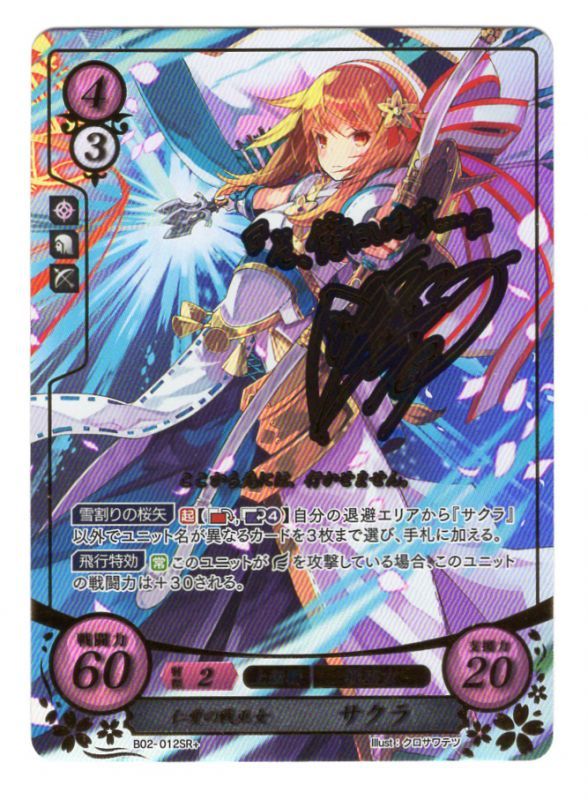 4
3
ここから先には、行かせません。
雪割りの桜矢 起【 , 4】自分の退避エリアから『サクラ』
以外でユニット名が異なるカードを3枚まで選び、手札に加える。
飛行特効 常 このユニットが を攻撃している場合、このユニット
の戦闘力は＋30される。
戦闘力
60
射程 2
支援力
20
仁愛の戦巫女 サクラ
B02-012SR+
Illust：クロサワテツ